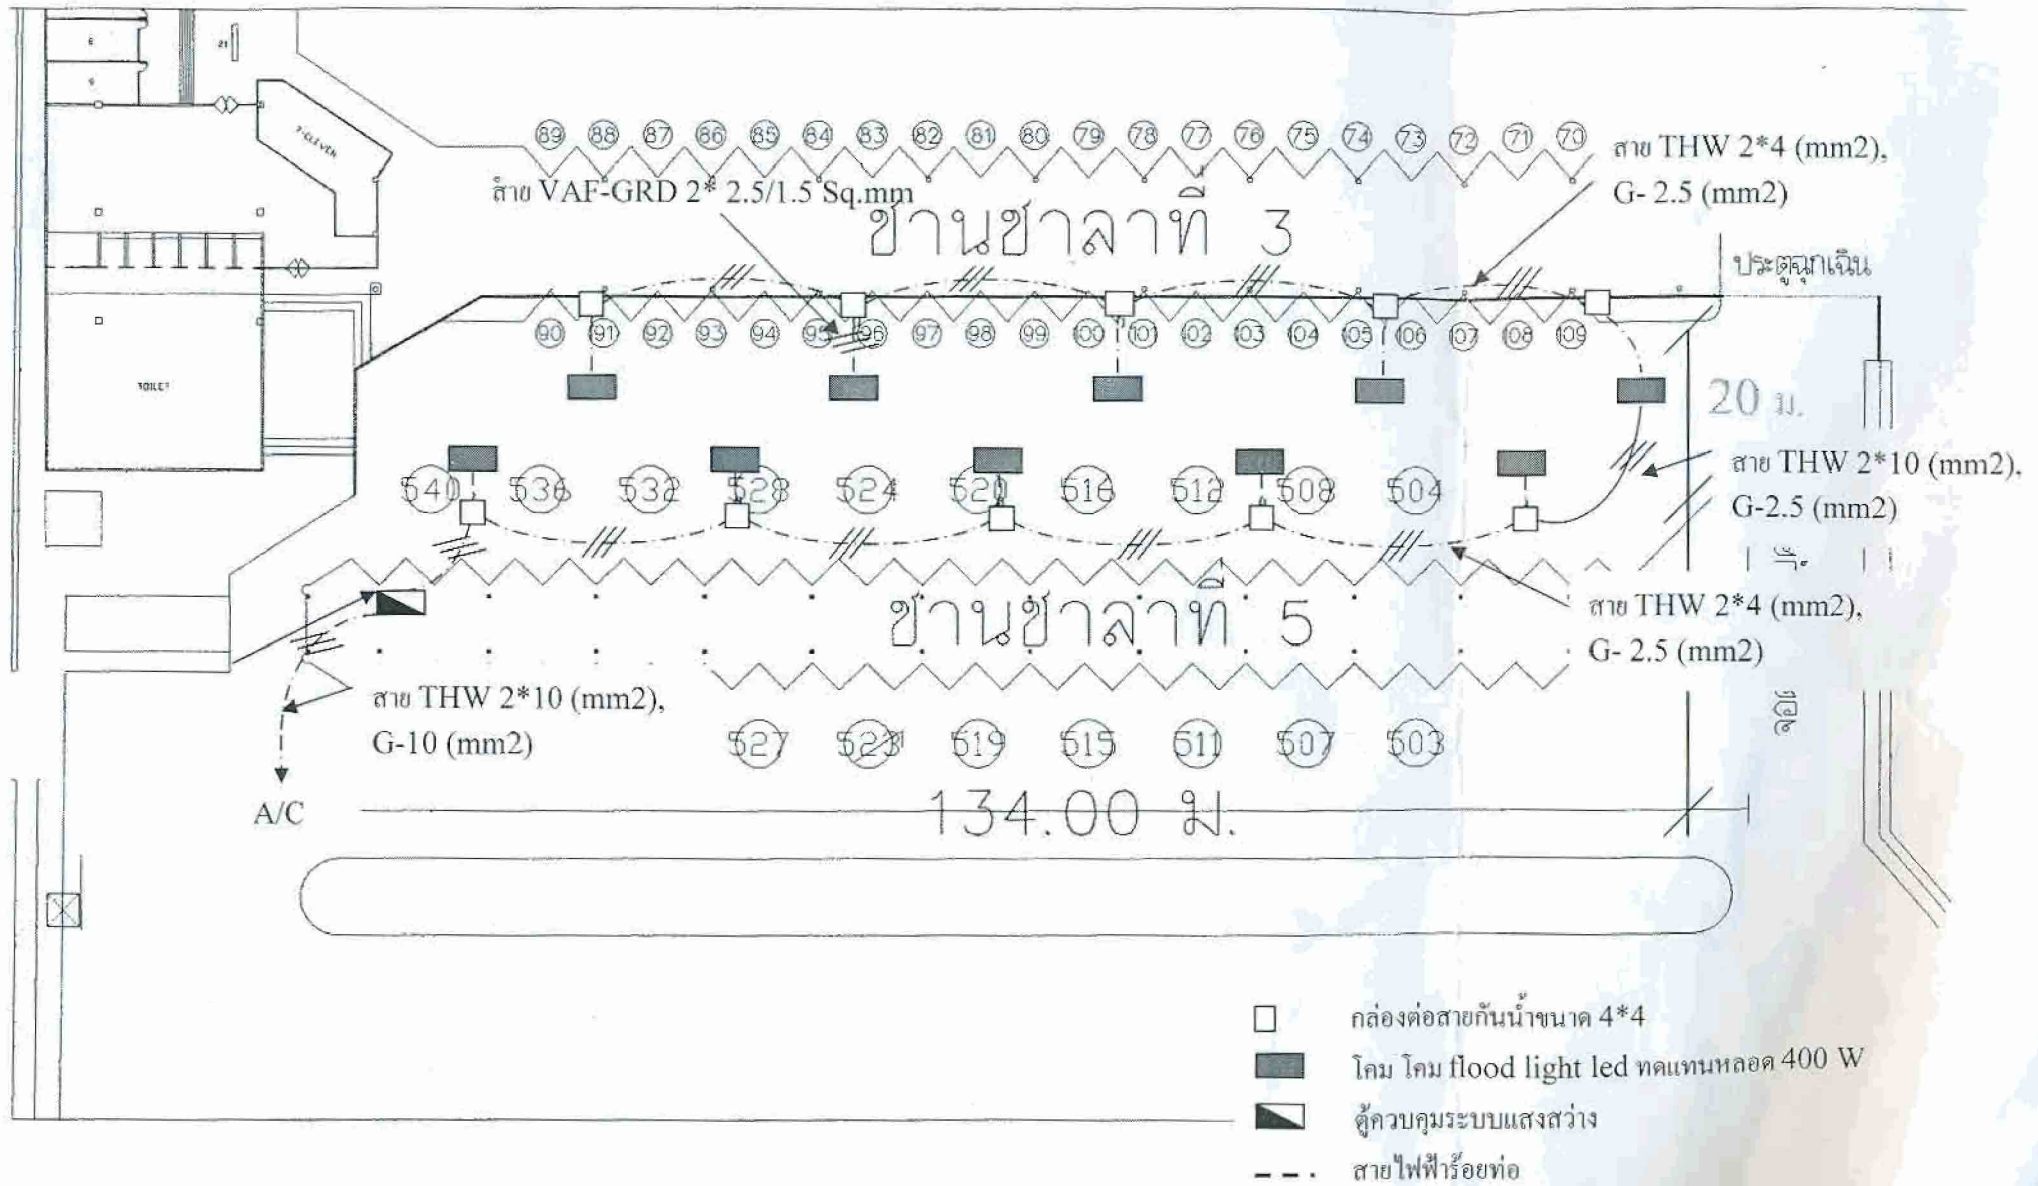 21
7-ELEVEN
89 88 87 86 85 84 83 82 81 80 79 78 77 76 75 74 73 72 71 70
สาย THW 2*4 (mm2),
G- 2.5 (mm2)
สาย VAF-GRD 2* 2.5/1.5 Sq.mm
ชานชาลาที่ 3
ประตูฉุกเฉิน
90 91 92 93 94 95 96 97 98 99 100 101 102 103 104 105 106 107 108 109
TOILET
20 ม.
สาย THW 2*10 (mm2),
G-2.5 (mm2)
540 536 532 528 524 520 516 512 508 504
ชานชาลาที่ 5
สาย THW 2*4 (mm2),
G- 2.5 (mm2)
สาย THW 2*10 (mm2),
G-10 (mm2)
527 523 519 515 511 507 503
A/C
134.00 ม.
กล่องต่อสายกันน้ำขนาด 4*4
โคม โคม flood light led ทดแทนหลอด 400 W
ตู้ควบคุมระบบแสงสว่าง
สายไฟฟ้าร้อยท่อ